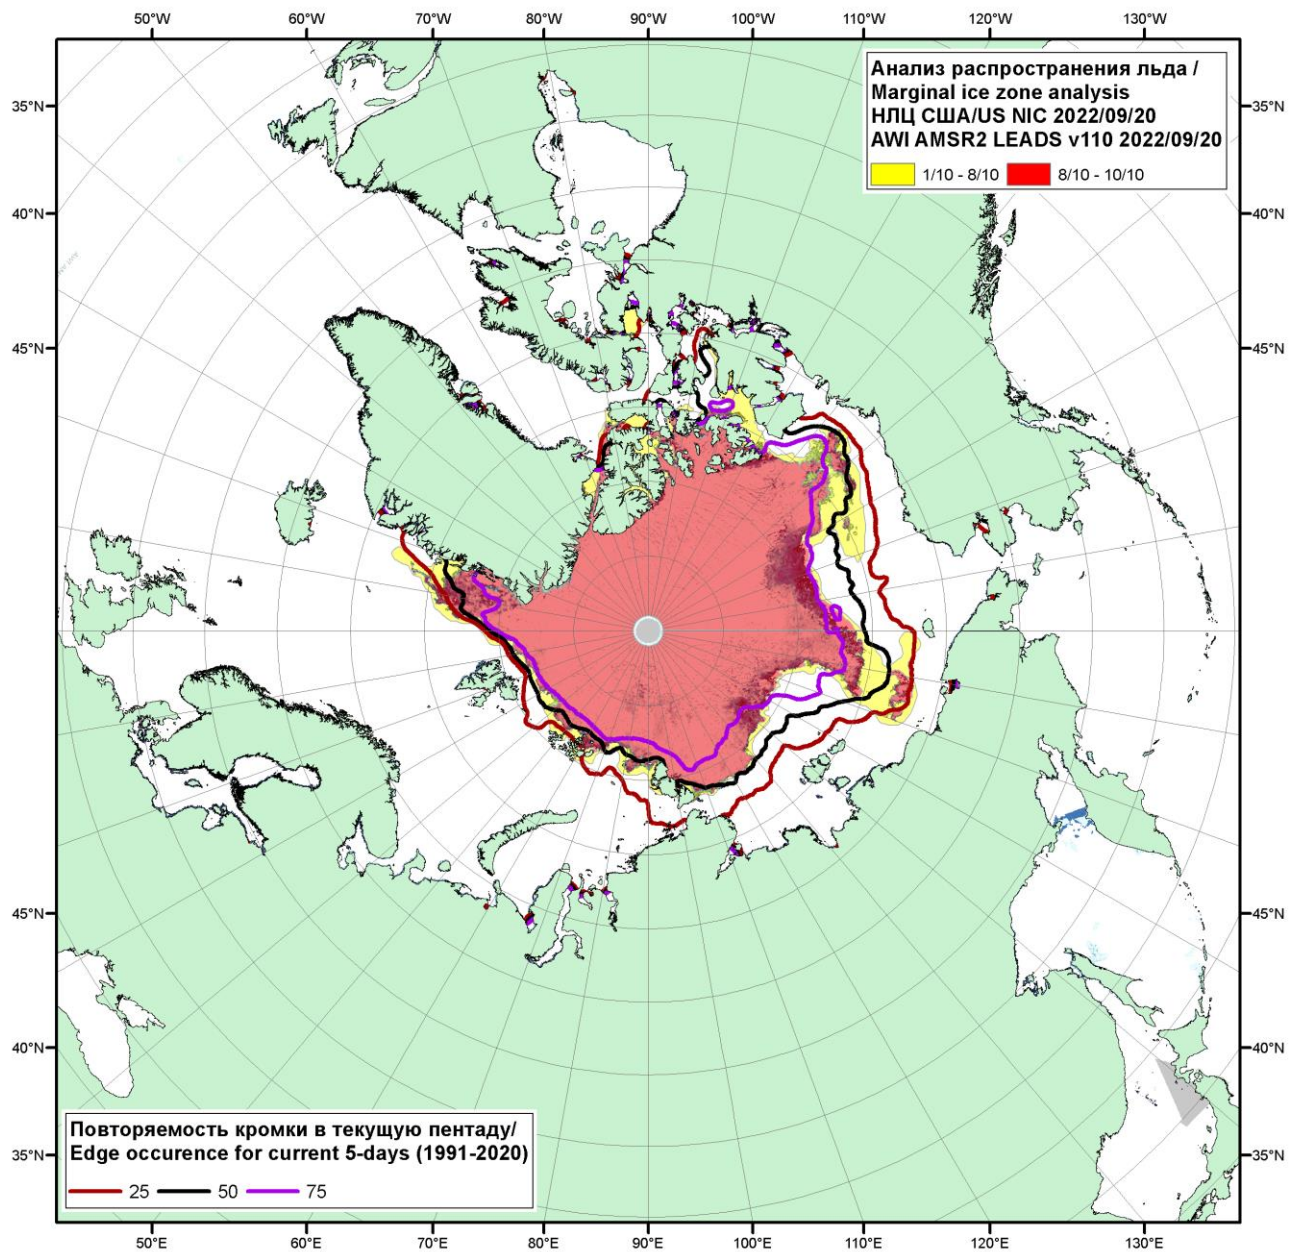 50°W 60°W 70°W 80°W 90°W 100°W 110°W 120°W 130°W
Анализ распространения льда /
Marginal ice zone analysis
НЛЦ США/US NIC 2022/09/20
AWI AMSR2 LEADS v110 2022/09/20
1/10 - 8/10 8/10 - 10/10
35°N 35°N
40°N 40°N
45°N 45°N
45°N 45°N
40°N 40°N
35°N 35°N
Повторяемость кромки в текущую пентаду/
Edge occurence for current 5-days (1991-2020)
25 50 75
50°E 60°E 70°E 80°E 90°E 100°E 110°E 120°E 130°E